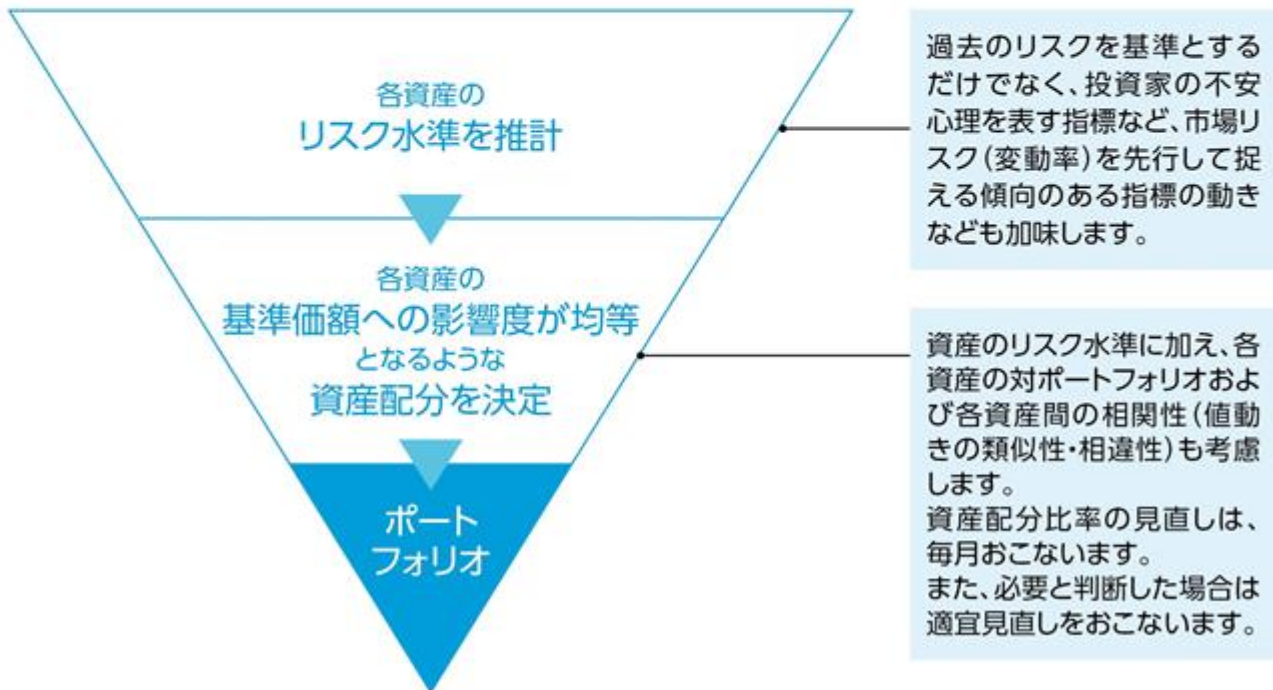 各資産の
リスク水準を推計
各資産の
基準価額への影響度が均等
となるような
資産配分を決定
ポート
フォリオ
過去のリスクを基準とする
だけでなく、投資家の不安
心理を表す指標など、市場リ
スク（変動率）を先行して捉
える傾向のある指標の動き
なども加味します。
資産のリスク水準に加え、各
資産の対ポートフォリオおよ
び各資産間の相関性（値動
きの類似性・相違性）も考慮
します。
資産配分比率の見直しは、
毎月おこないます。
また、必要と判断した場合は
適宜見直しをおこないます。